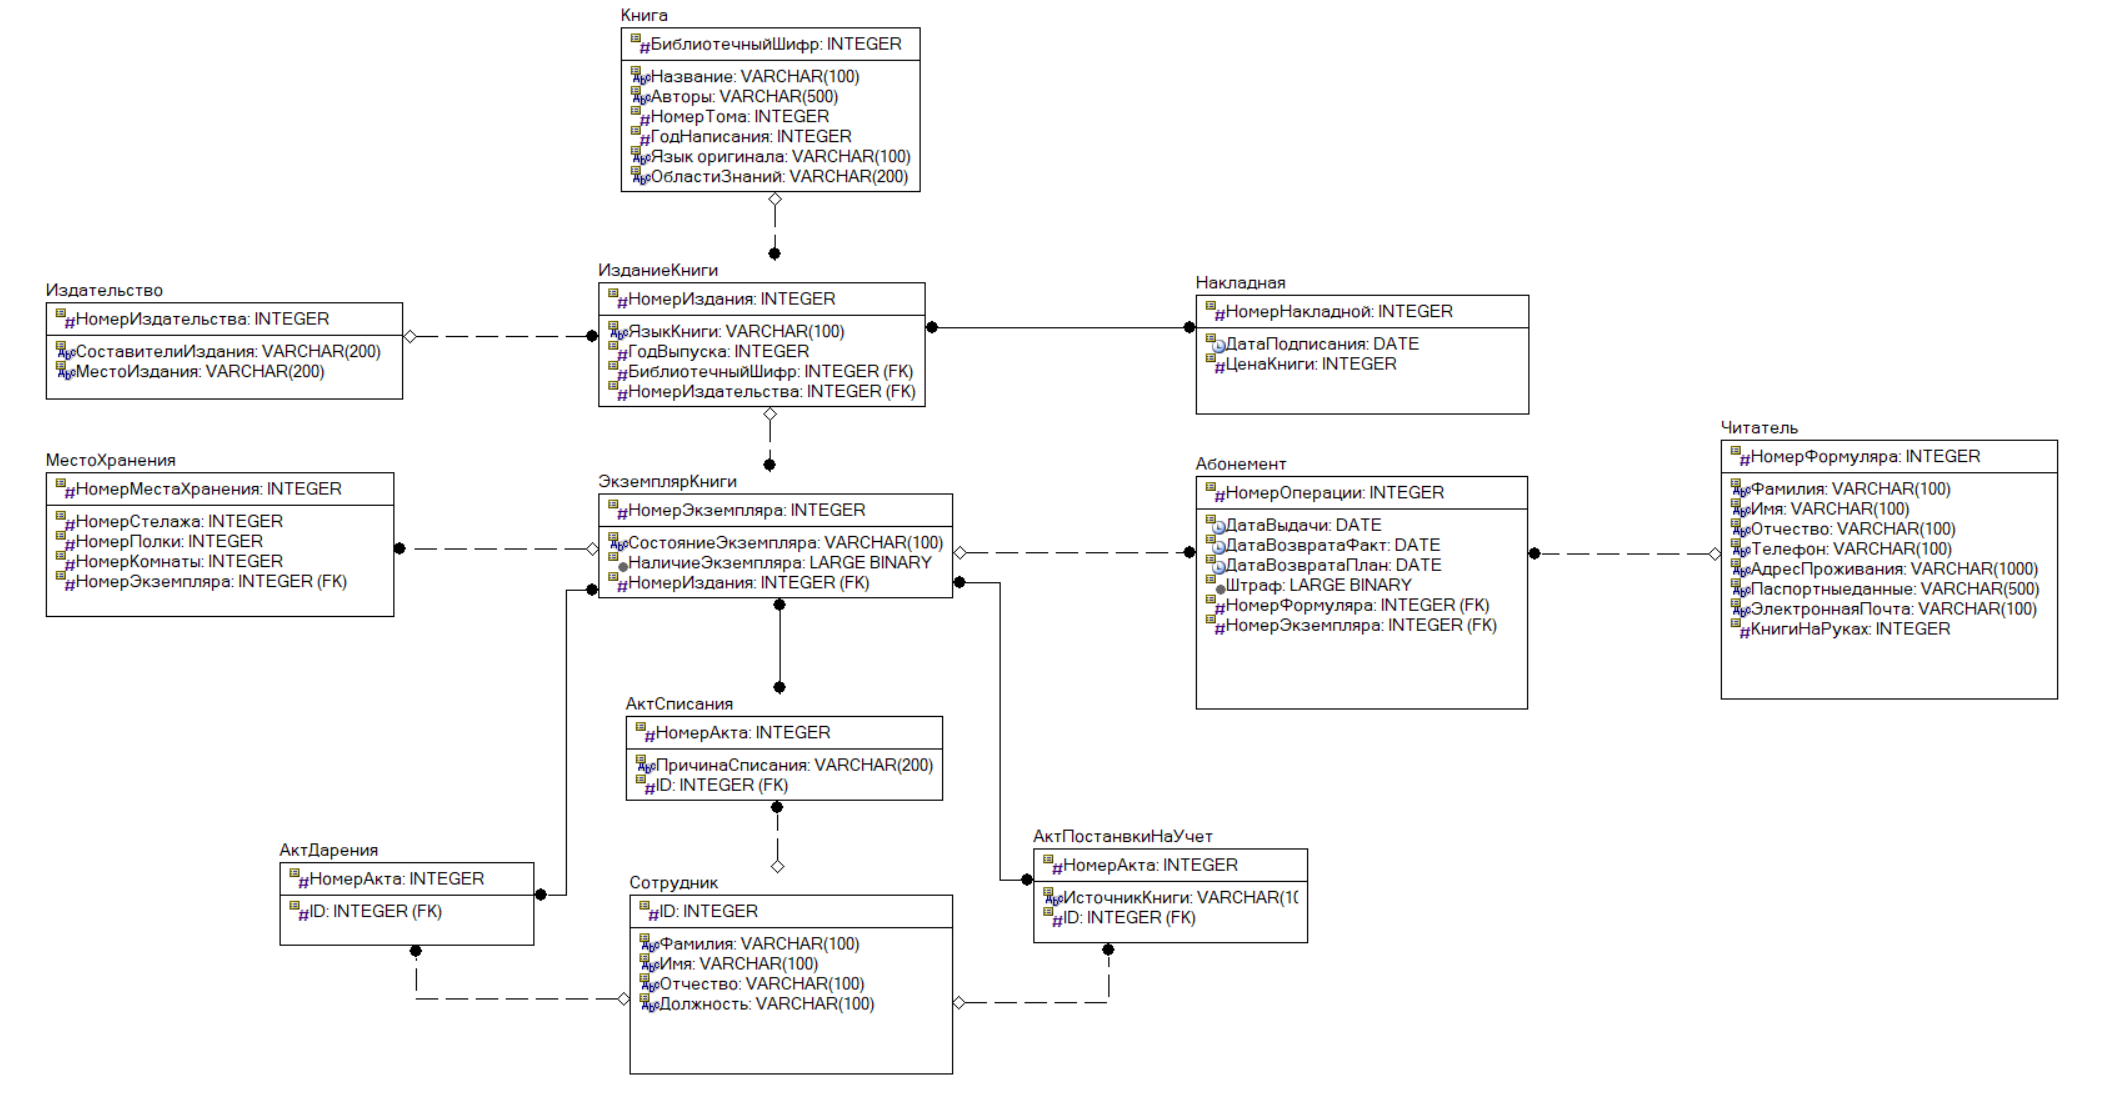 Книга
БиблиотечныйШифр: INTEGER
Название: VARCHAR(100)
Авторы: VARCHAR(500)
НомерТома: INTEGER
ГодНаписания: INTEGER
Язык оригинала: VARCHAR(100)
ОбластиЗнаний: VARCHAR(200)
Издательство
НомерИздательства: INTEGER
СоставителиИздания: VARCHAR(200)
МестоИздания: VARCHAR(200)
ИзданиеКниги
НомерИздания: INTEGER
ЯзыкКниги: VARCHAR(100)
ГодВыпуска: INTEGER
БиблиотечныйШифр: INTEGER (FK)
НомерИздательства: INTEGER (FK)
Накладная
НомерНакладной: INTEGER
ДатаПодписания: DATE
ЦенаКниги: INTEGER
МестоХранения
НомерМестаХранения: INTEGER
НомерСтелажа: INTEGER
НомерПолки: INTEGER
НомерКомнаты: INTEGER
НомерЭкземпляра: INTEGER (FK)
ЭкземплярКниги
НомерЭкземпляра: INTEGER
СостояниеЭкземпляра: VARCHAR(100)
НаличиеЭкземпляра: LARGE BINARY
НомерИздания: INTEGER (FK)
Абонемент
НомерОперации: INTEGER
ДатаВыдачи: DATE
ДатаВозвратаФакт: DATE
ДатаВозвратаПлан: DATE
Штраф: LARGE BINARY
НомерФормуляра: INTEGER (FK)
НомерЭкземпляра: INTEGER (FK)
Читатель
НомерФормуляра: INTEGER
Фамилия: VARCHAR(100)
Имя: VARCHAR(100)
Отчество: VARCHAR(100)
Телефон: VARCHAR(100)
АдресПроживания: VARCHAR(1000)
Паспортныеданные: VARCHAR(500)
ЭлектроннаяПочта: VARCHAR(100)
КнигиНаРуках: INTEGER
АктСписания
НомерАкта: INTEGER
ПричинаСписания: VARCHAR(200)
ID: INTEGER (FK)
АктДарения
НомерАкта: INTEGER
ID: INTEGER (FK)
Сотрудник
ID: INTEGER
Фамилия: VARCHAR(100)
Имя: VARCHAR(100)
Отчество: VARCHAR(100)
Должность: VARCHAR(100)
АктПостанвкиНаУчет
НомерАкта: INTEGER
ИсточникКниги: VARCHAR(10
ID: INTEGER (FK)